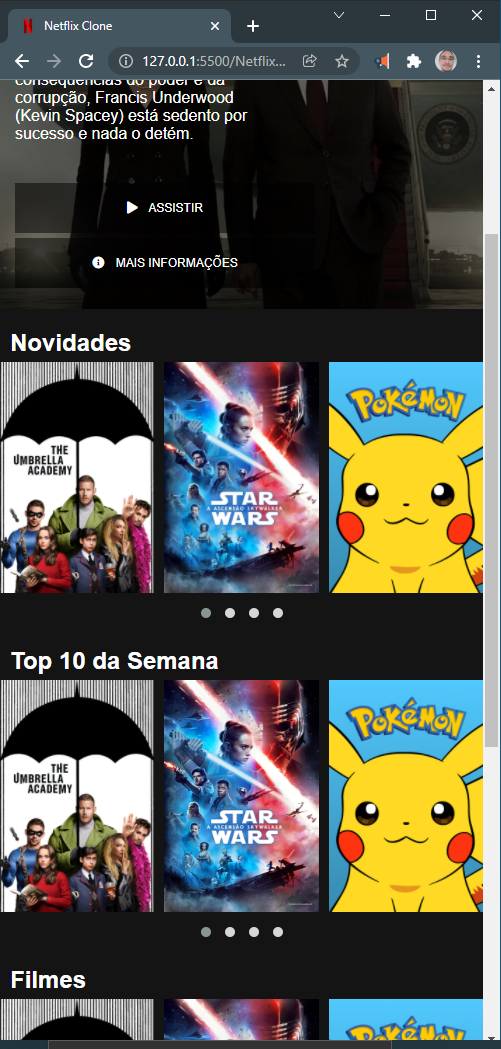 Netflix Clone
127.0.0.1:5500/Netflix...
consequências do poder e da
corrupção, Francis Underwood
(Kevin Spacey) está sedento por
sucesso e nada o detém.
ASSISTIR
MAIS INFORMAÇÕES
Novidades
THE
UMBRELLA
ACADEMY
STAR
A ASCENSÃO SKYWALKER
WARS
POKéMON
Top 10 da Semana
THE
UMBRELLA
ACADEMY
STAR
A ASCENSÃO SKYWALKER
WARS
POKéMON
Filmes
POKéMON